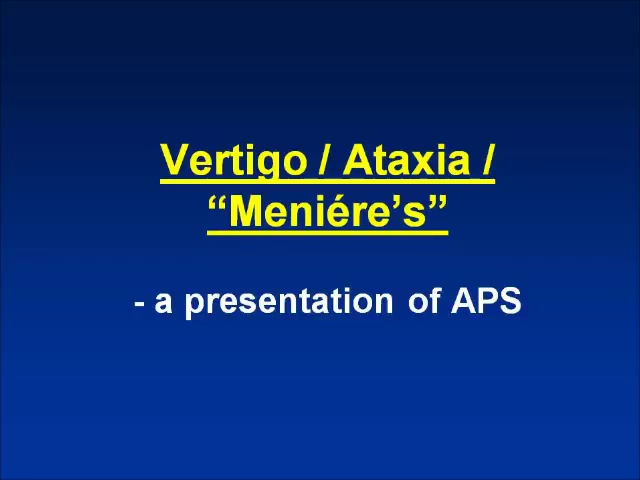 Vertigo / Ataxia /
“Meniére’s”
- a presentation of APS